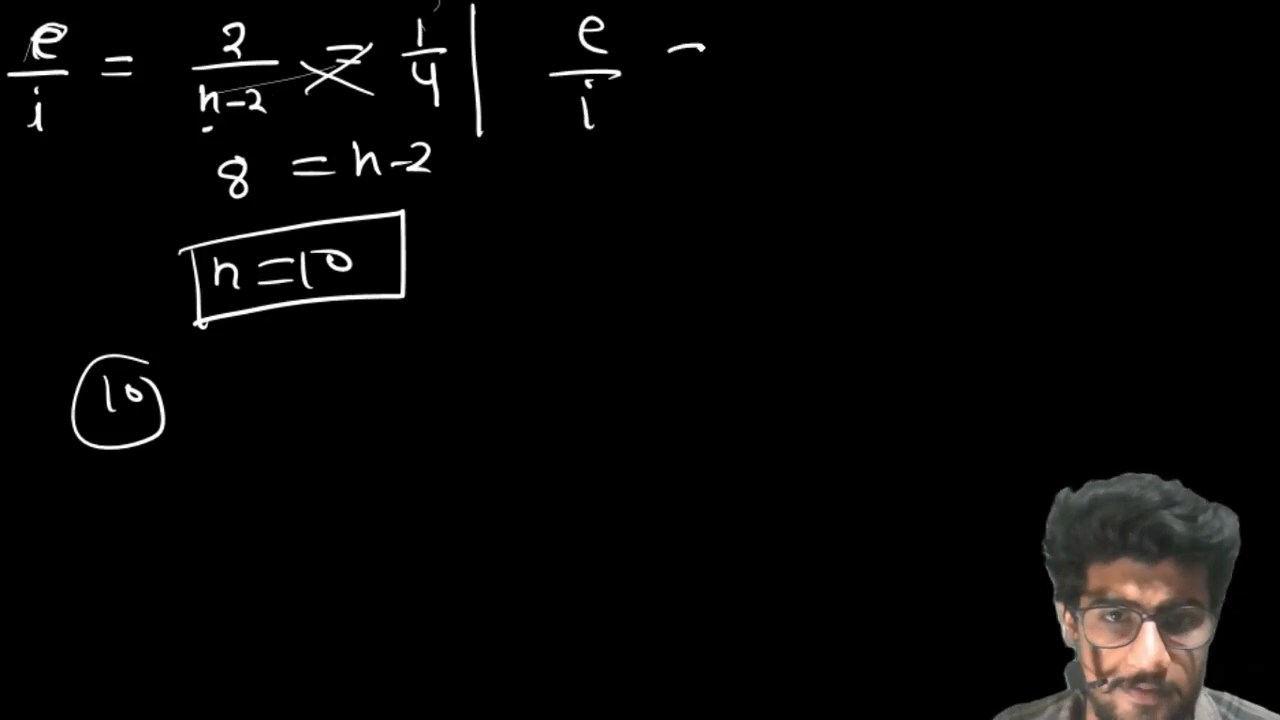 e/i = 2/(n-2) = 1/4 | e/i -
8 = n-2
n = 10
10